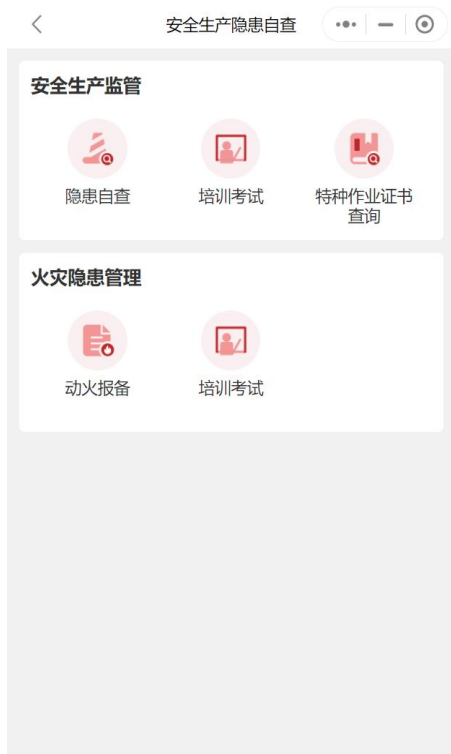 安全生产隐患自查
安全生产监管
隐患自查
培训考试
特种作业证书
查询
火灾隐患管理
动火报备
培训考试